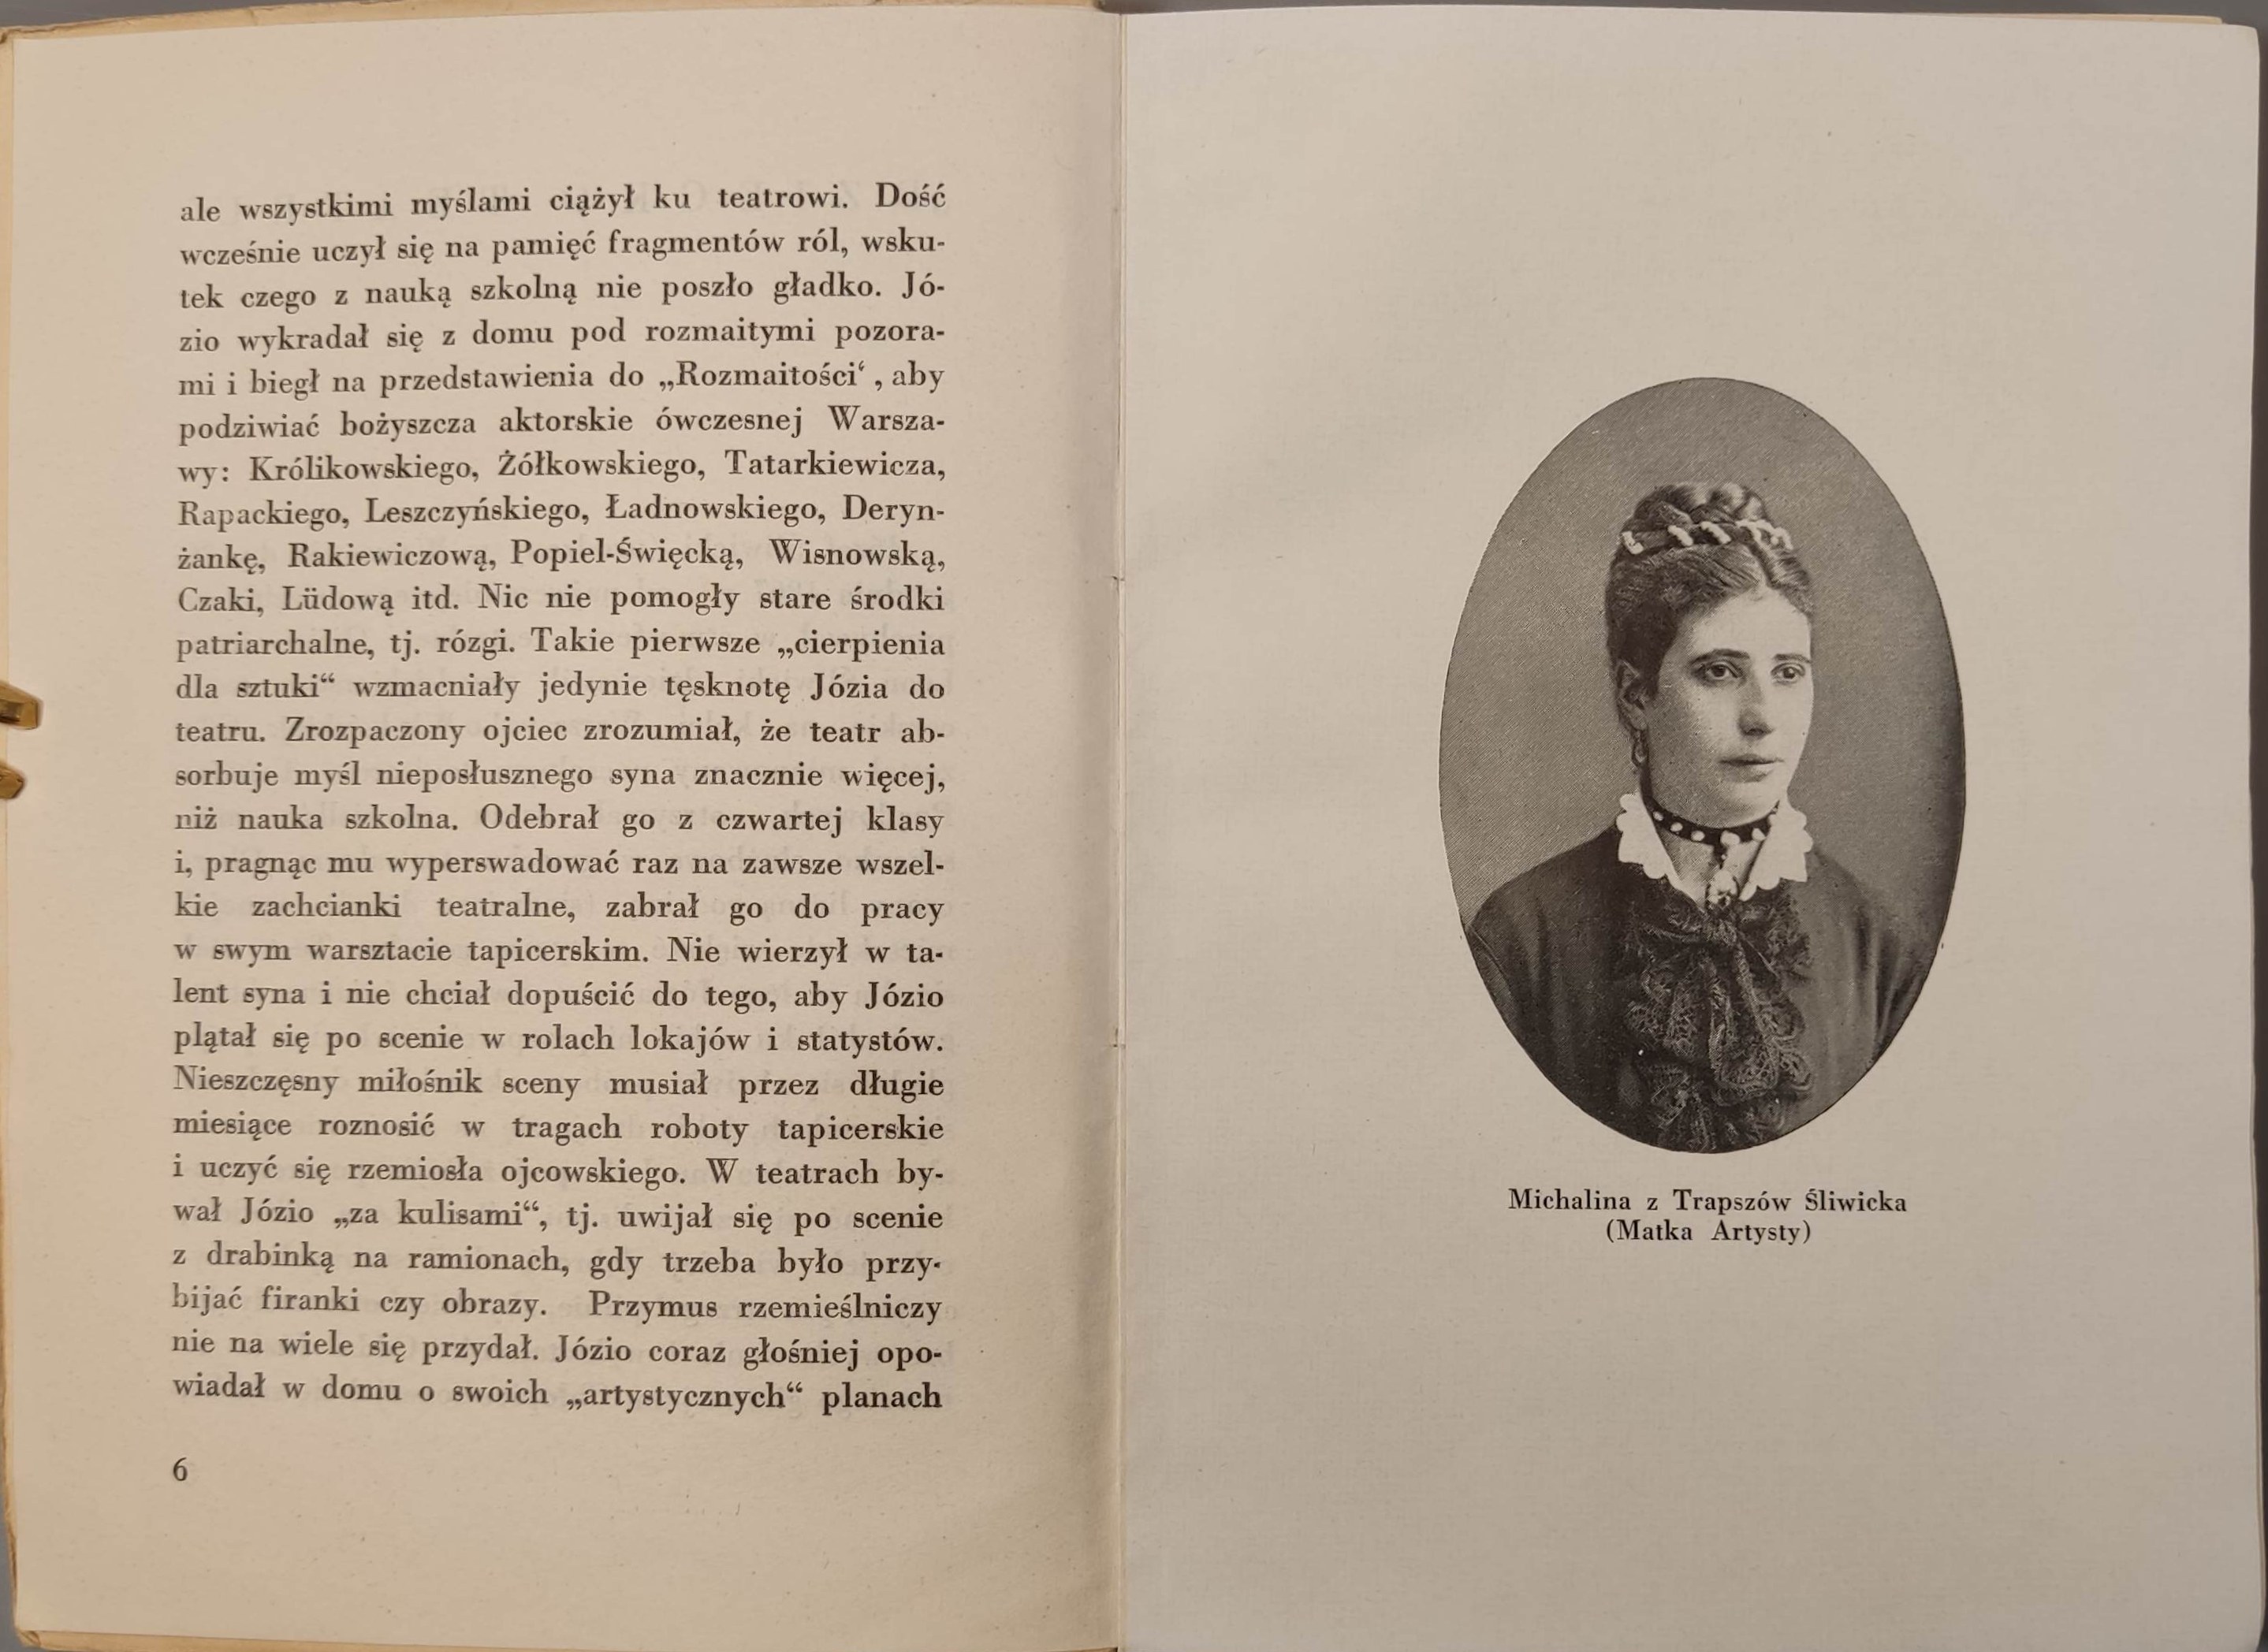 ale wszystkimi myślami ciążył ku teatrowi. Dość
wcześnie uczył się na pamięć fragmentów ról, wsku-
tek czego z nauką szkolną nie poszło gładko. Jó-
zio wykradał się z domu pod rozmaitymi pozora-
mi i biegł na przedstawienia do „Rozmaitości‘, aby
podziwiać bożyszcza aktorskie ówczesnej Warsza-
wy: Królikowskiego, Żółkowskiego, Tatarkiewicza,
Rapackiego, Leszczyńskiego, Ładnowskiego, Deryn-
żankę, Rakiewiczową, Popiel-Święcką, Wisnowską,
Czaki, Lüdową itd. Nic nie pomogły stare środki
patriarchalne, tj. rózgi. Takie pierwsze „cierpienia
dla sztuki“ wzmacniały jedynie tęsknotę Józia do
teatru. Zrozpaczony ojciec zrozumiał, że teatr ab-
sorbuje myśl nieposłusznego syna znacznie więcej,
niż nauka szkolna. Odebrał go z czwartej klasy
i, pragnąc mu wyperswadować raz na zawsze wszel-
kie zachcianki teatralne, zabrał go do pracy
w swym warsztacie tapicerskim. Nie wierzył w ta-
lent syna i nie chciał dopuścić do tego, aby Józio
plątał się po scenie w rolach lokajów i statystów.
Nieszczęsny miłośnik sceny musiał przez długie
miesiące roznosić w tragach roboty tapicerskie
i uczyć się rzemiosła ojcowskiego. W teatrach by-
wał Józio „za kulisami“, tj. uwijał się po scenie
z drabinką na ramionach, gdy trzeba było przy-
bijać firanki czy obrazy. Przymus rzemieślniczy
nie na wiele się przydał. Józio coraz głośniej opo-
wiadał w domu o swoich „artystycznych“ planach
6
Michalina z Trapszów Śliwicka
(Matka Artysty)